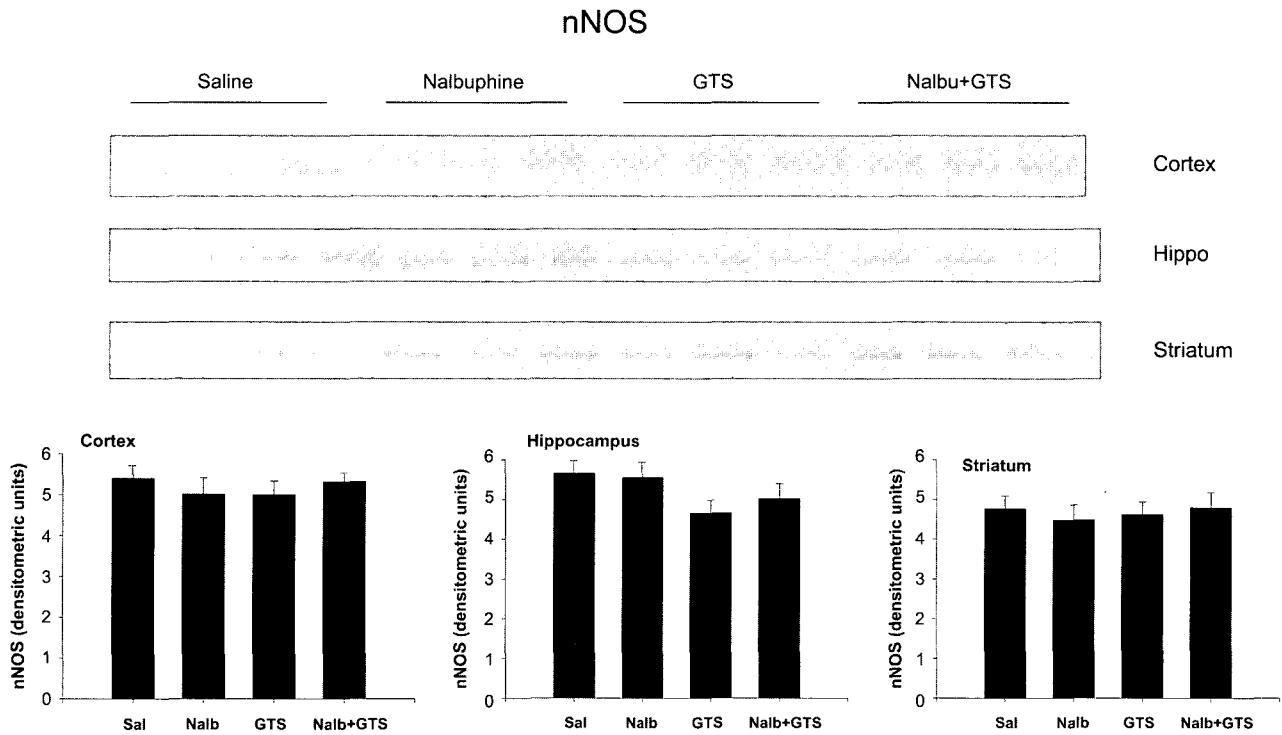 nNOS
Saline Nalbuphine GTS Nalbu+GTS
Cortex
Hippo
Striatum
Cortex
nNOS (densitometric units)
6
5
4
3
2
1
0
Sal Nalb GTS Nalb+GTS
Hippocampus
nNOS (densitometric units)
6
5
4
3
2
1
0
Sal Nalb GTS Nalb+GTS
Striatum
nNOS (densitometric units)
6
5
4
3
2
1
0
Sal Nalb GTS Nalb+GTS